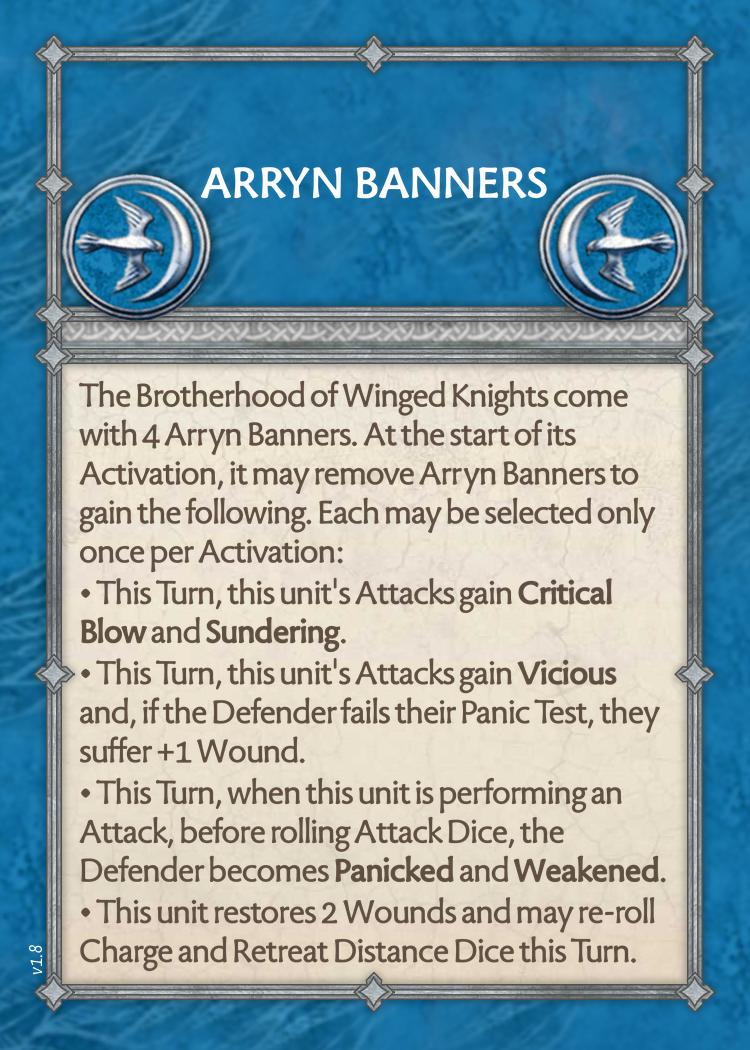 ARRYN BANNERS
The Brotherhood of Winged Knights come
with 4 Arryn Banners. At the start of its
Activation, it may remove Arryn Banners to
gain the following. Each may be selected only
once per Activation:
• This Turn, this unit's Attacks gain Critical
Blow and Sundering.
• This Turn, this unit's Attacks gain Vicious
and, if the Defender fails their Panic Test, they
suffer +1 Wound.
• This Turn, when this unit is performing an
Attack, before rolling Attack Dice, the
Defender becomes Panicked and Weakened.
• This unit restores 2 Wounds and may re-roll
Charge and Retreat Distance Dice this Turn.
v1.8